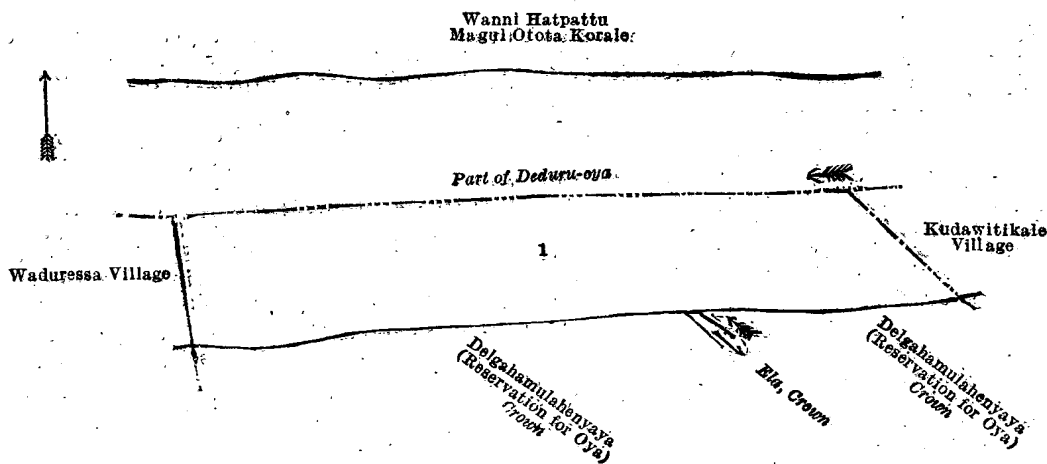 Wanni Hatpattu
Magul Otota Korale
Part of Deduru-oya
Kudawitikale
Village
1
Waduressa Village
Delgahamulahenyaya
(Reservation for Oya)
Crown
Ela, Crown
Delgahamulahenyaya
(Reservation for Oya)
Crown